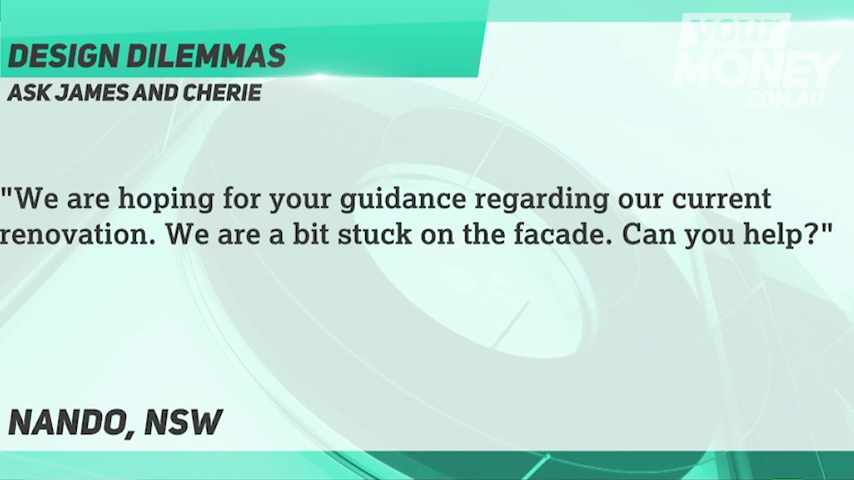 DESIGN DILEMMAS
ASK JAMES AND CHERIE
your
MONEY
.COM.AU
"We are hoping for your guidance regarding our current
renovation. We are a bit stuck on the facade. Can you help?"
NANDO, NSW